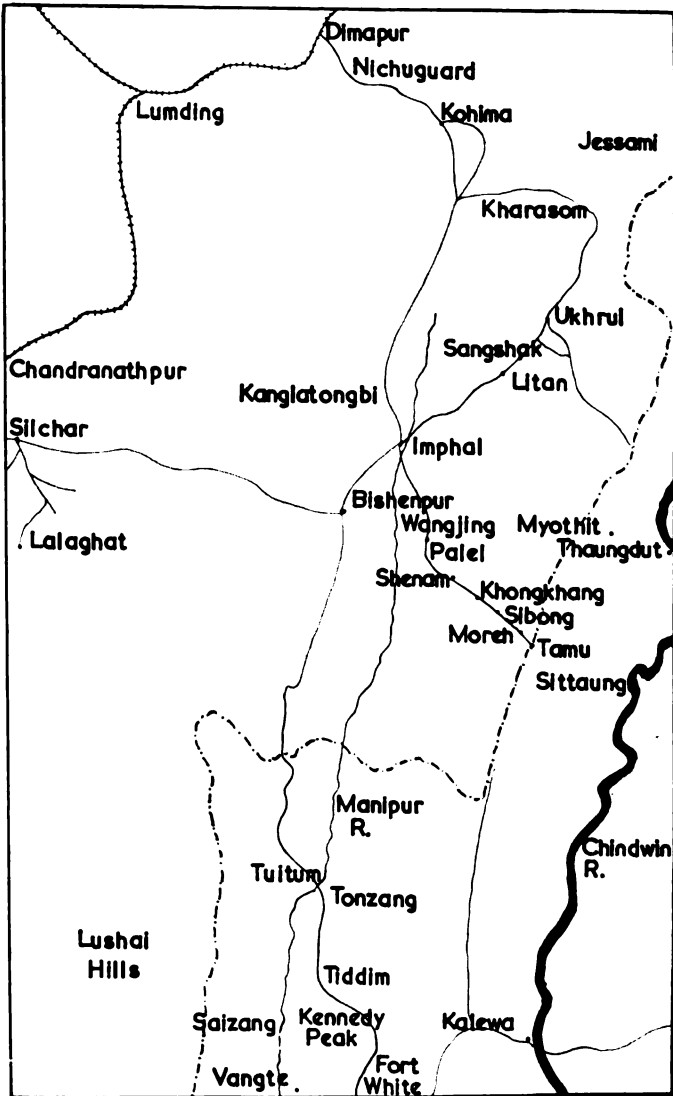 Dimapur
Nichuguard
Lumding
Kohima
Jessami
Kharasom
Ukhrul
Sangshak
Chandranathpur
Litan
Kanglatongbi
Silchar
Imphal
Bishenpur
Wangjing
Myothit
Palel
Thaungdut
Lalaghat
Shenam
Khongkhang
Sibong
Moreh
Tamu
Sittaung
Manipur
R.
Chindwin
R.
Tuitum
Tonzang
Lushai
Hills
Tiddim
Saizang
Kennedy
Peak
Kalewa
Vangte
Fort
White